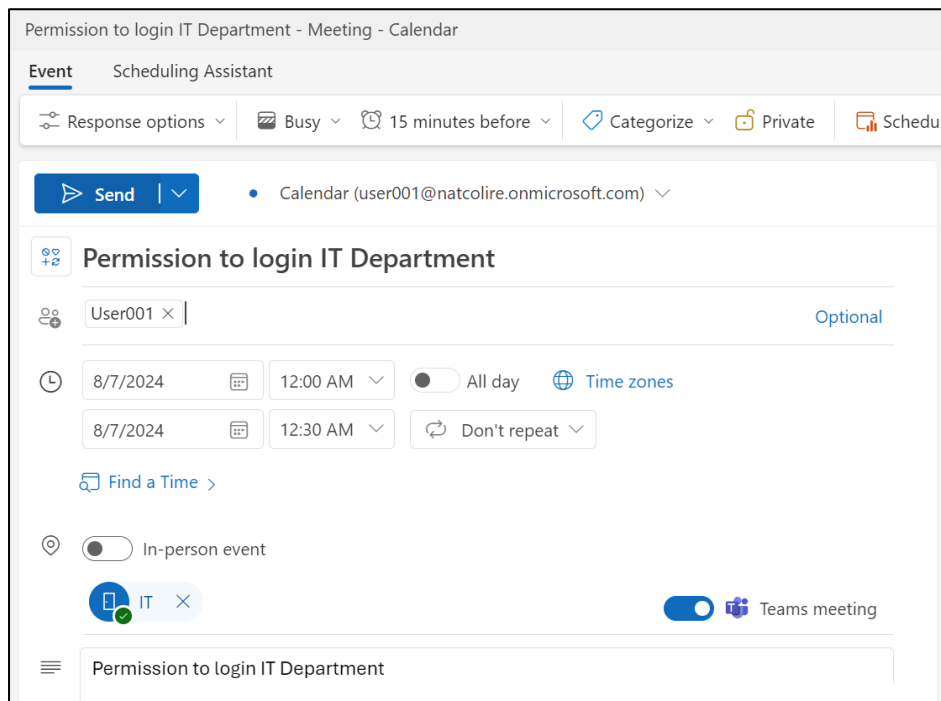 Permission to login IT Department - Meeting - Calendar
Event Scheduling Assistant
Response options Busy 15 minutes before Categorize Private Schedu
Send Calendar (user001@natcolire.onmicrosoft.com)
Permission to login IT Department
User001 Optional
8/7/2024 12:00 AM All day Time zones
8/7/2024 12:30 AM Don't repeat
Find a Time
In-person event
IT Teams meeting
Permission to login IT Department